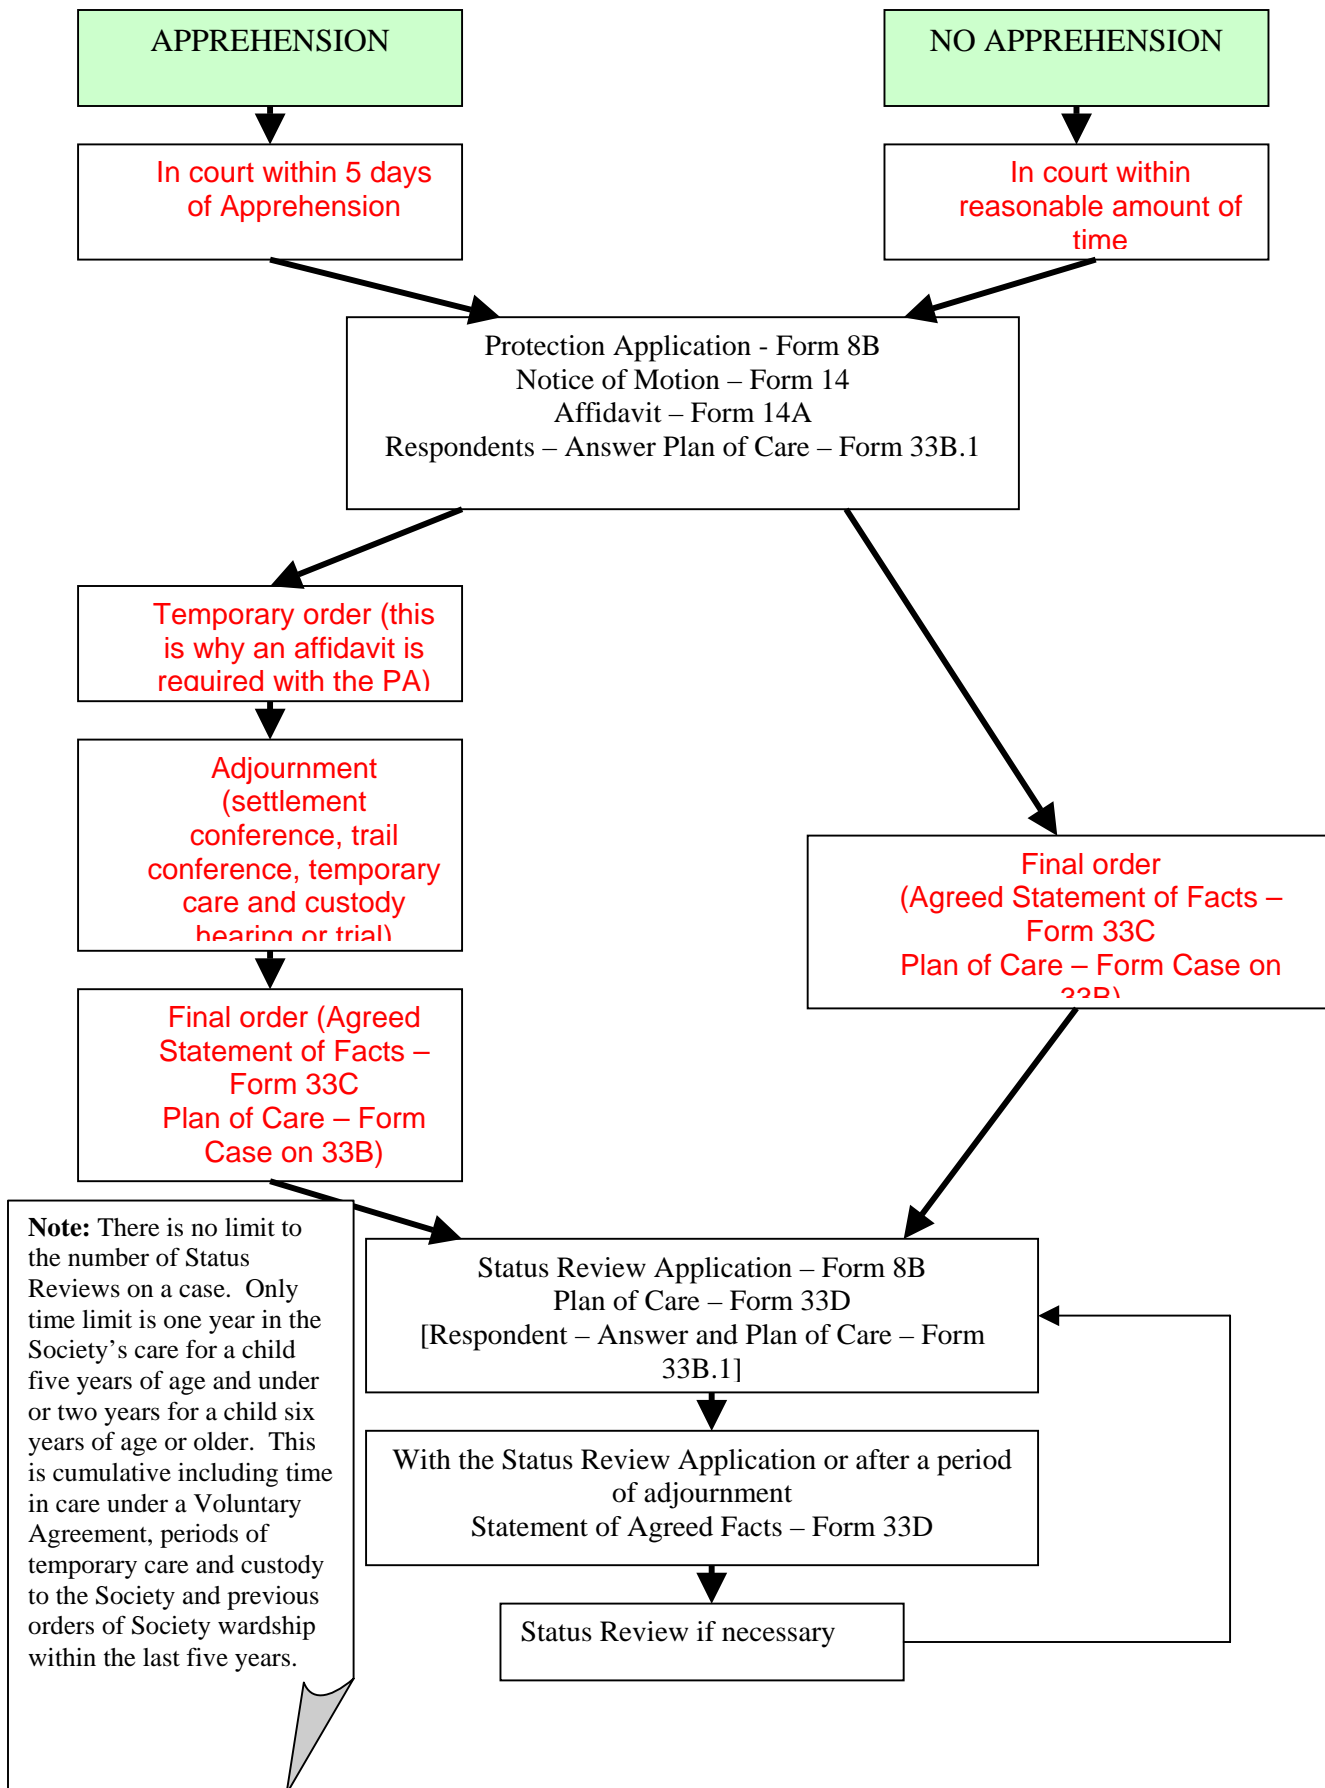 APPREHENSION
NO APPREHENSION
In court within 5 days
of Apprehension
In court within
reasonable amount of
time
Protection Application - Form 8B
Notice of Motion – Form 14
Affidavit – Form 14A
Respondents – Answer Plan of Care – Form 33B.1
Temporary order (this
is why an affidavit is
required with the PA)
Adjournment
(settlement
conference, trail
conference, temporary
care and custody
hearing or trial)
Final order
(Agreed Statement of Facts –
Form 33C
Plan of Care – Form Case on
33B)
Final order (Agreed
Statement of Facts –
Form 33C
Plan of Care – Form
Case on 33B)
Note: There is no limit to
the number of Status
Reviews on a case.  Only
time limit is one year in the
Society’s care for a child
five years of age and under
or two years for a child six
years of age or older.  This
is cumulative including time
in care under a Voluntary
Agreement, periods of
temporary care and custody
to the Society and previous
orders of Society wardship
within the last five years.
Status Review Application – Form 8B
Plan of Care – Form 33D
[Respondent – Answer and Plan of Care – Form
33B.1]
With the Status Review Application or after a period
of adjournment
Statement of Agreed Facts – Form 33D
Status Review if necessary